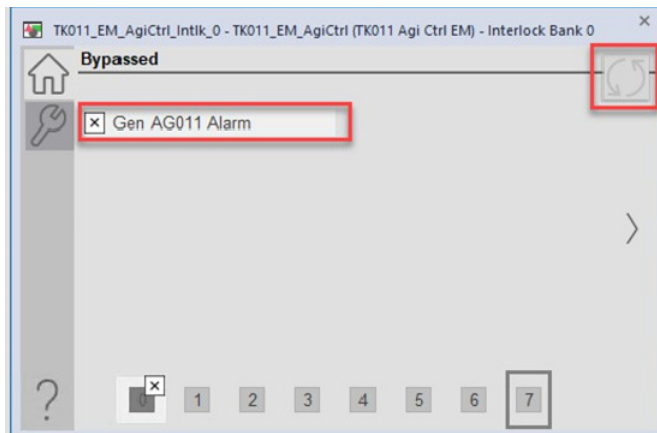 TK011_EM_AgiCtrl_Intlk_0 - TK011_EM_AgiCtrl (TK011 Agi Ctrl EM) - Interlock Bank 0
Bypassed
Gen AG011 Alarm
? 0 1 2 3 4 5 6 7